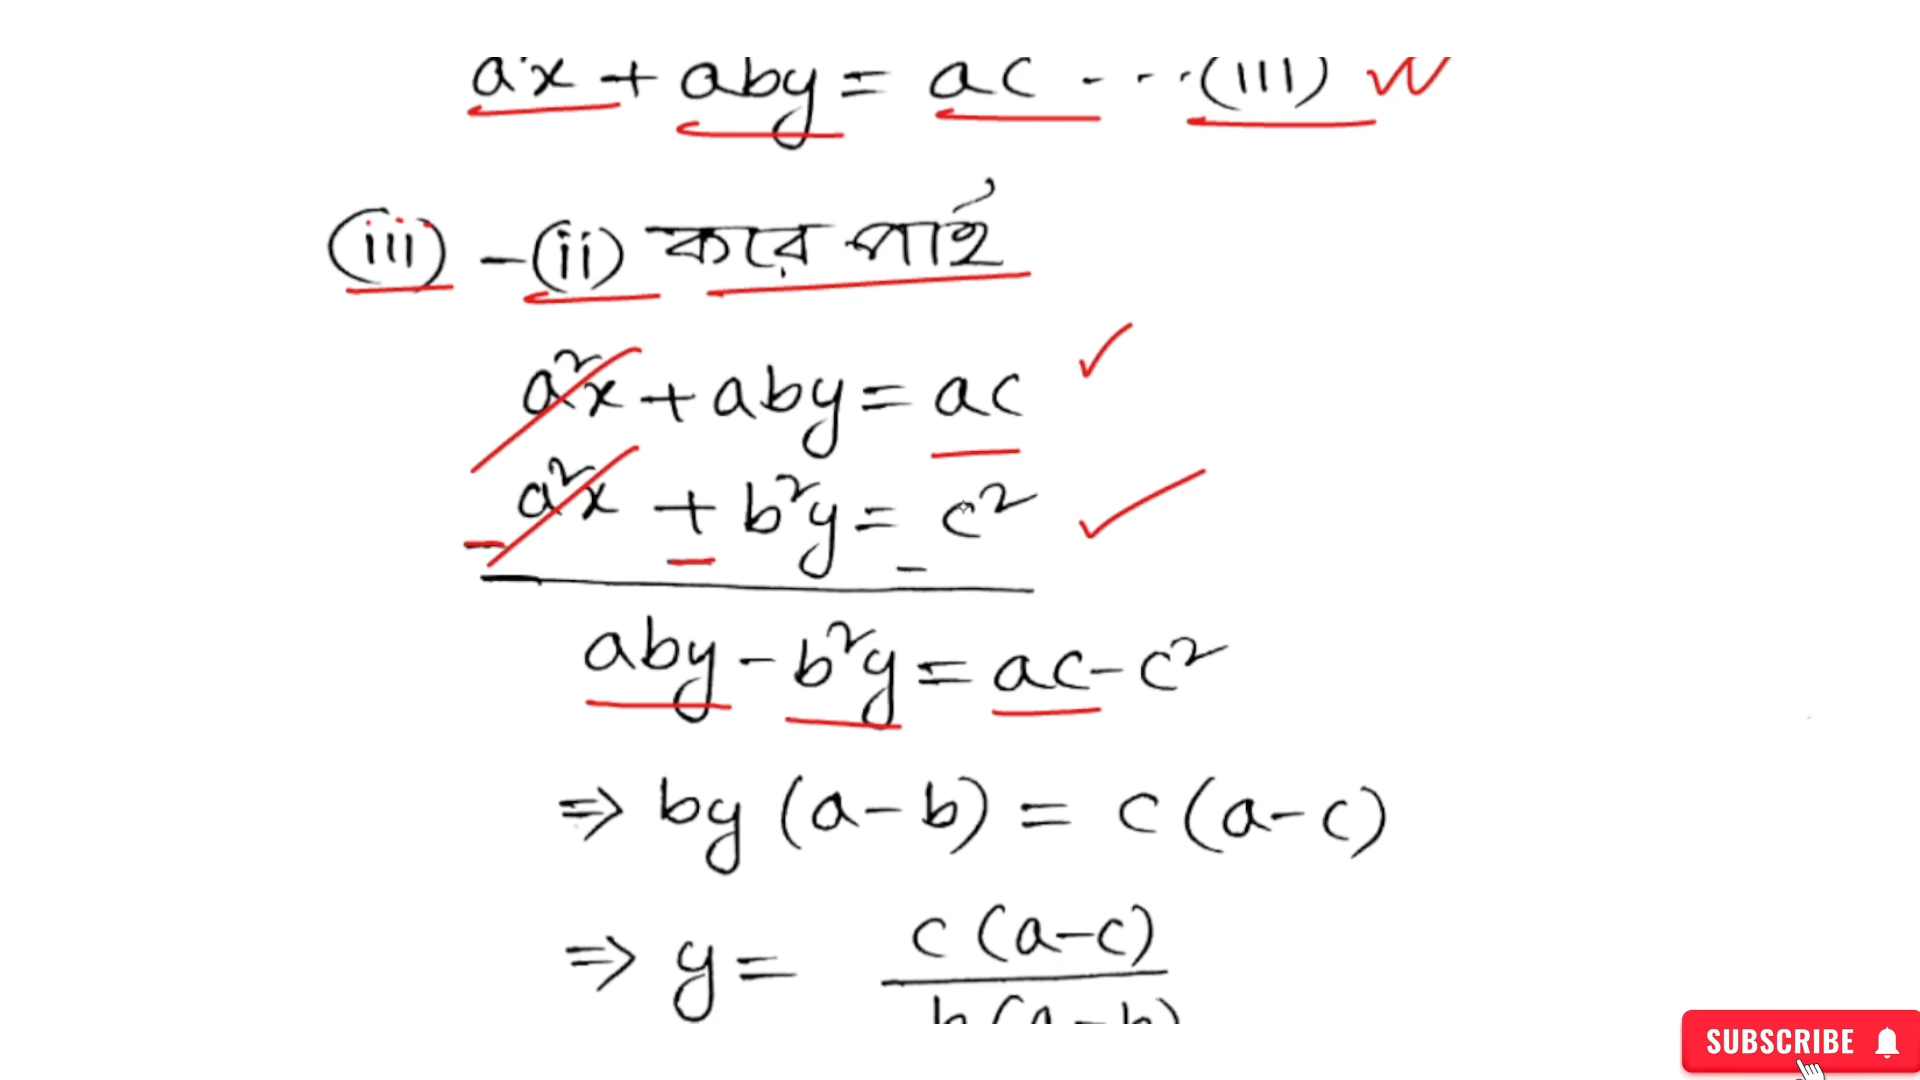 a²x + aby = ac - - - (iii)
(iii) - (ii) করে পাই
a²x + aby = ac
a²x + b²y = c²
aby - b²y = ac - c²
⇒ by (a - b) = c (a - c)
⇒ y = c (a - c)
b (a - b)
SUBSCRIBE